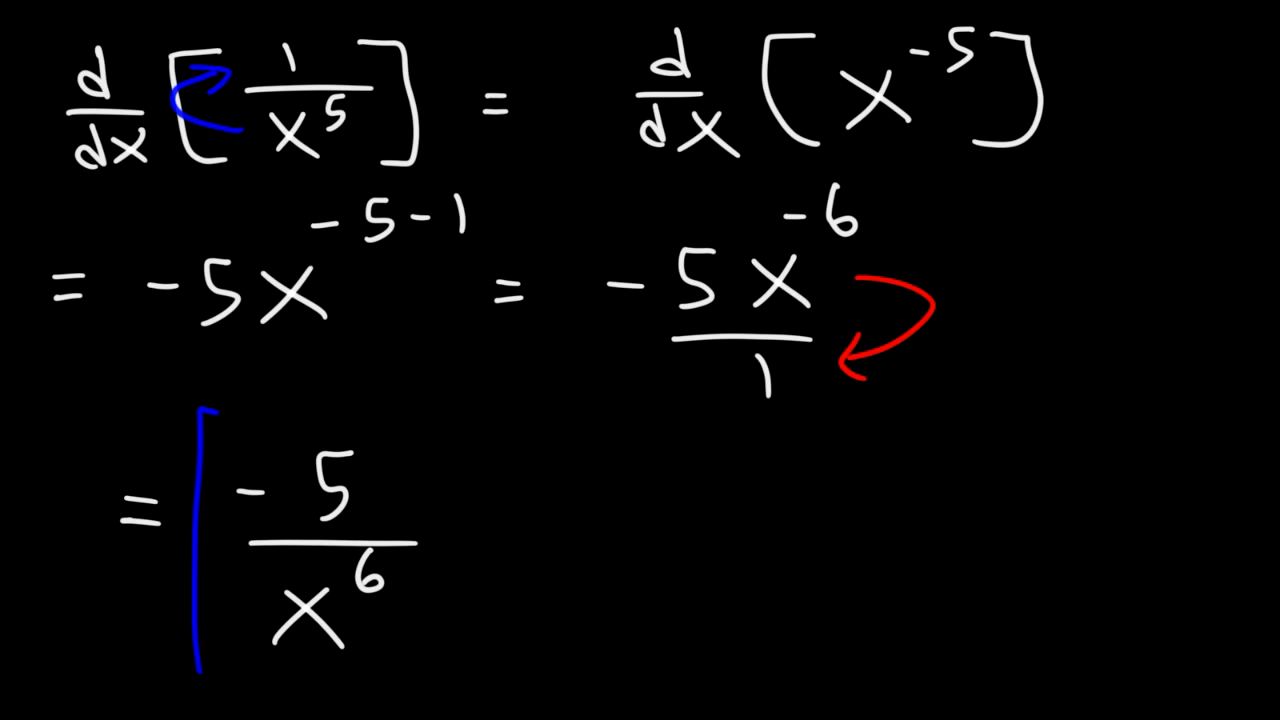 d/dx [1/x^5] = d/dx [x^-5]
= -5x^-5-1 = -5x^-6/1
= -5/x^6